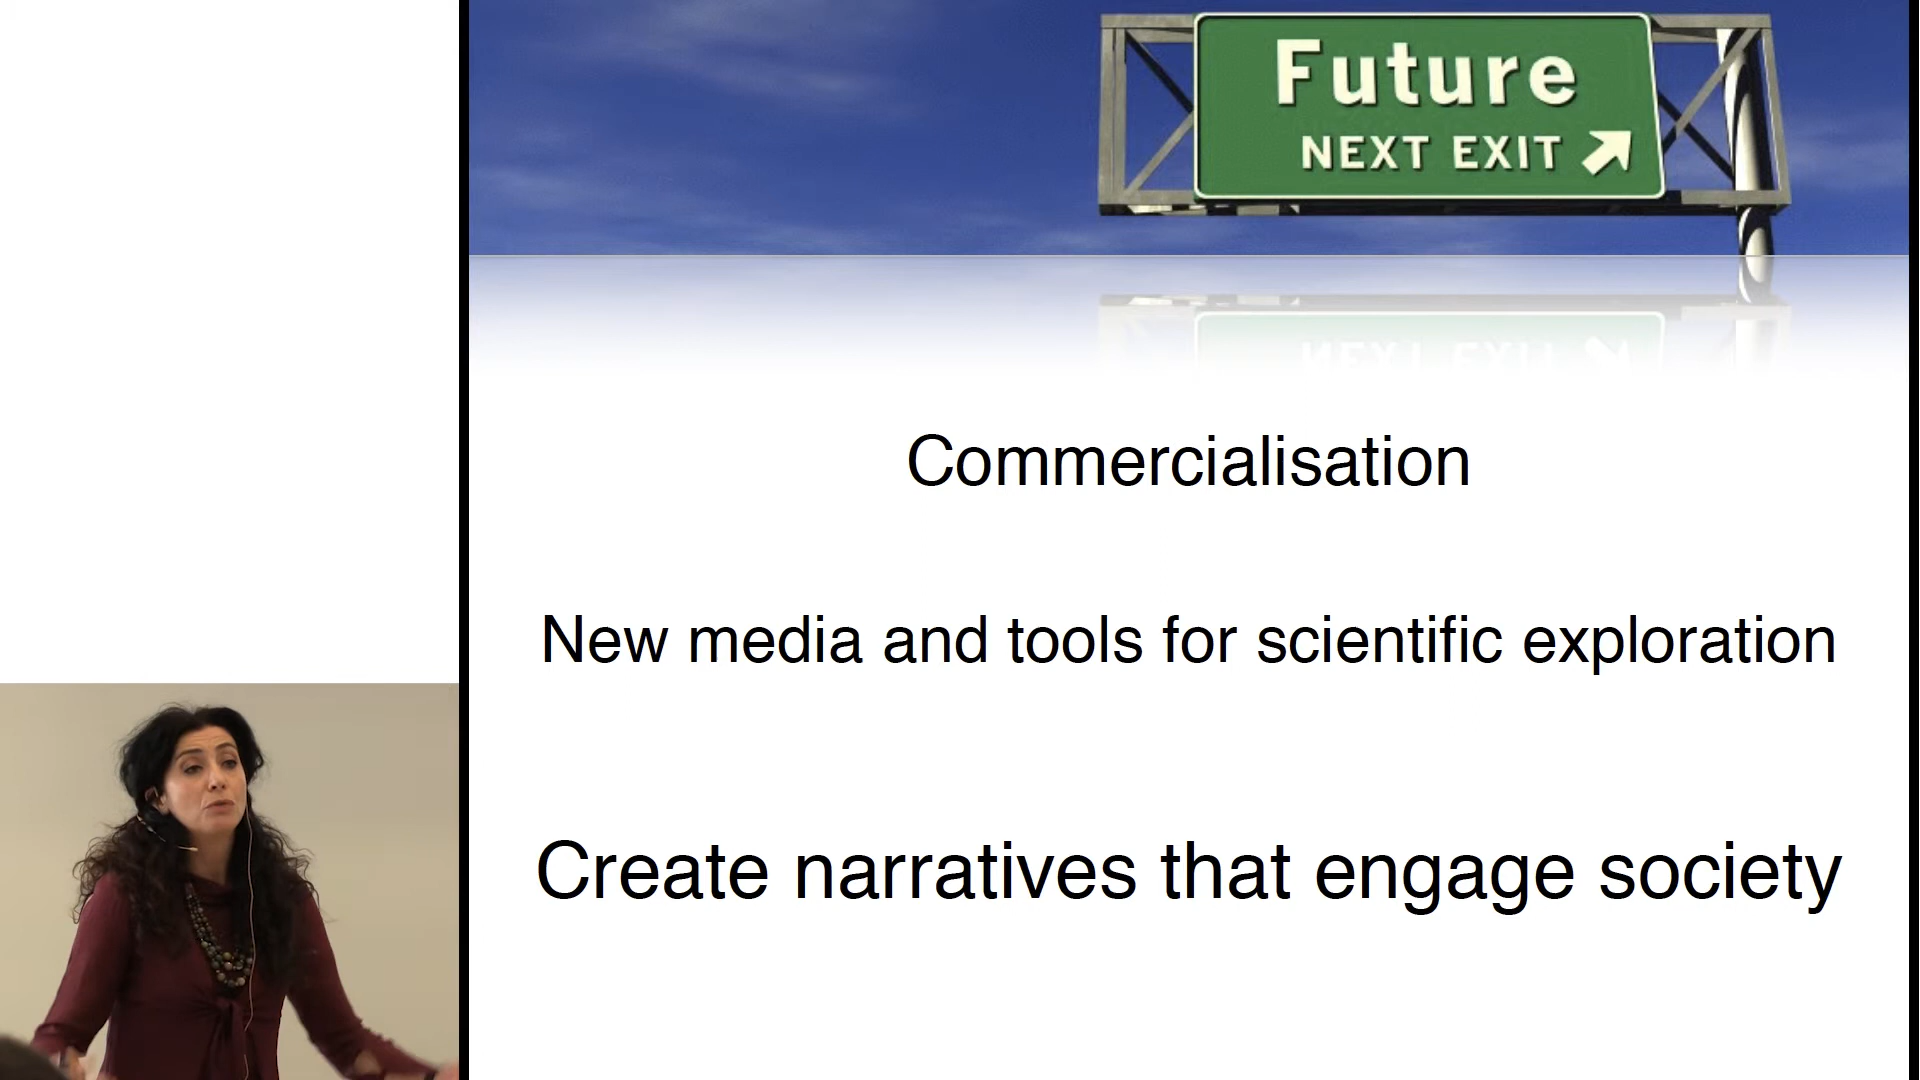 Future
NEXT EXIT
Commercialisation
New media and tools for scientific exploration
Create narratives that engage society